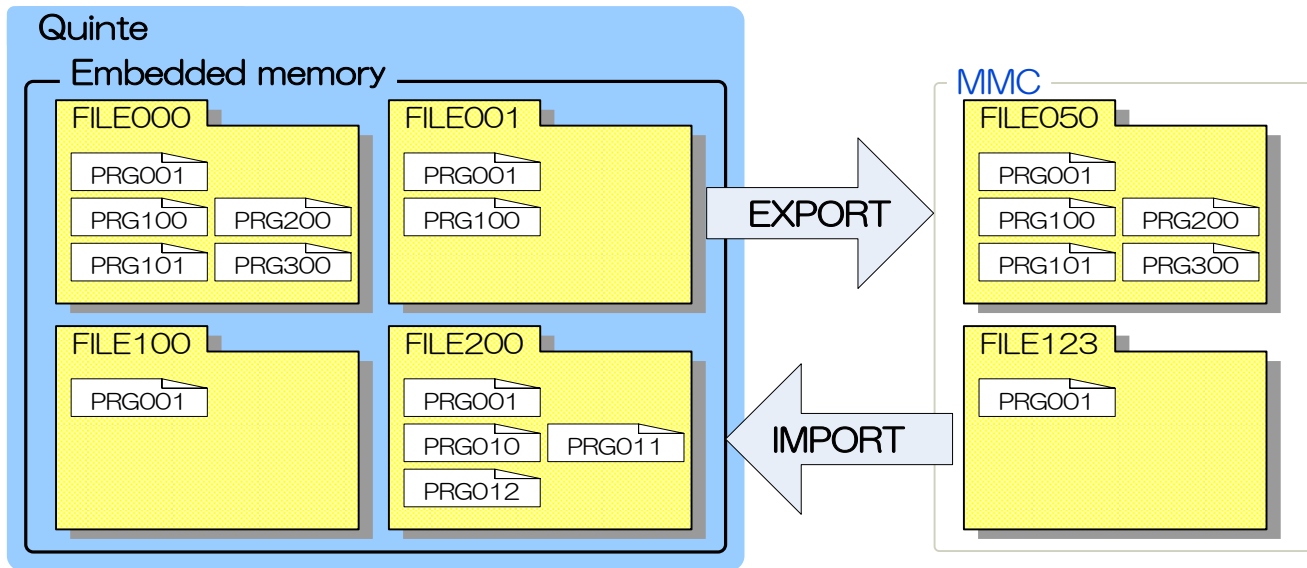 Quinte
Embedded memory
MMC
FILE000
PRG001
PRG100
PRG200
PRG101
PRG300
FILE001
PRG001
PRG100
EXPORT
FILE050
PRG001
PRG100
PRG200
PRG101
PRG300
FILE100
PRG001
FILE200
PRG001
PRG010
PRG011
PRG012
IMPORT
FILE123
PRG001